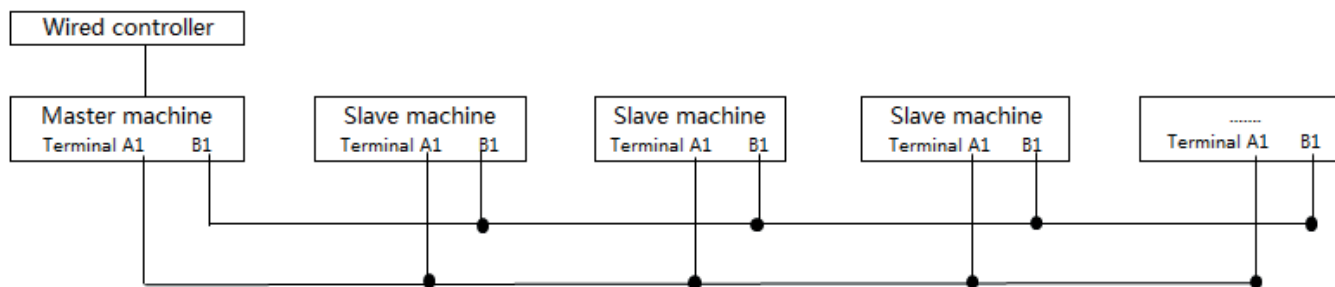 Wired controller
Master machine
Terminal A1 B1
Slave machine
Terminal A1 B1
Slave machine
Terminal A1 B1
Slave machine
Terminal A1 B1
.......
Terminal A1 B1